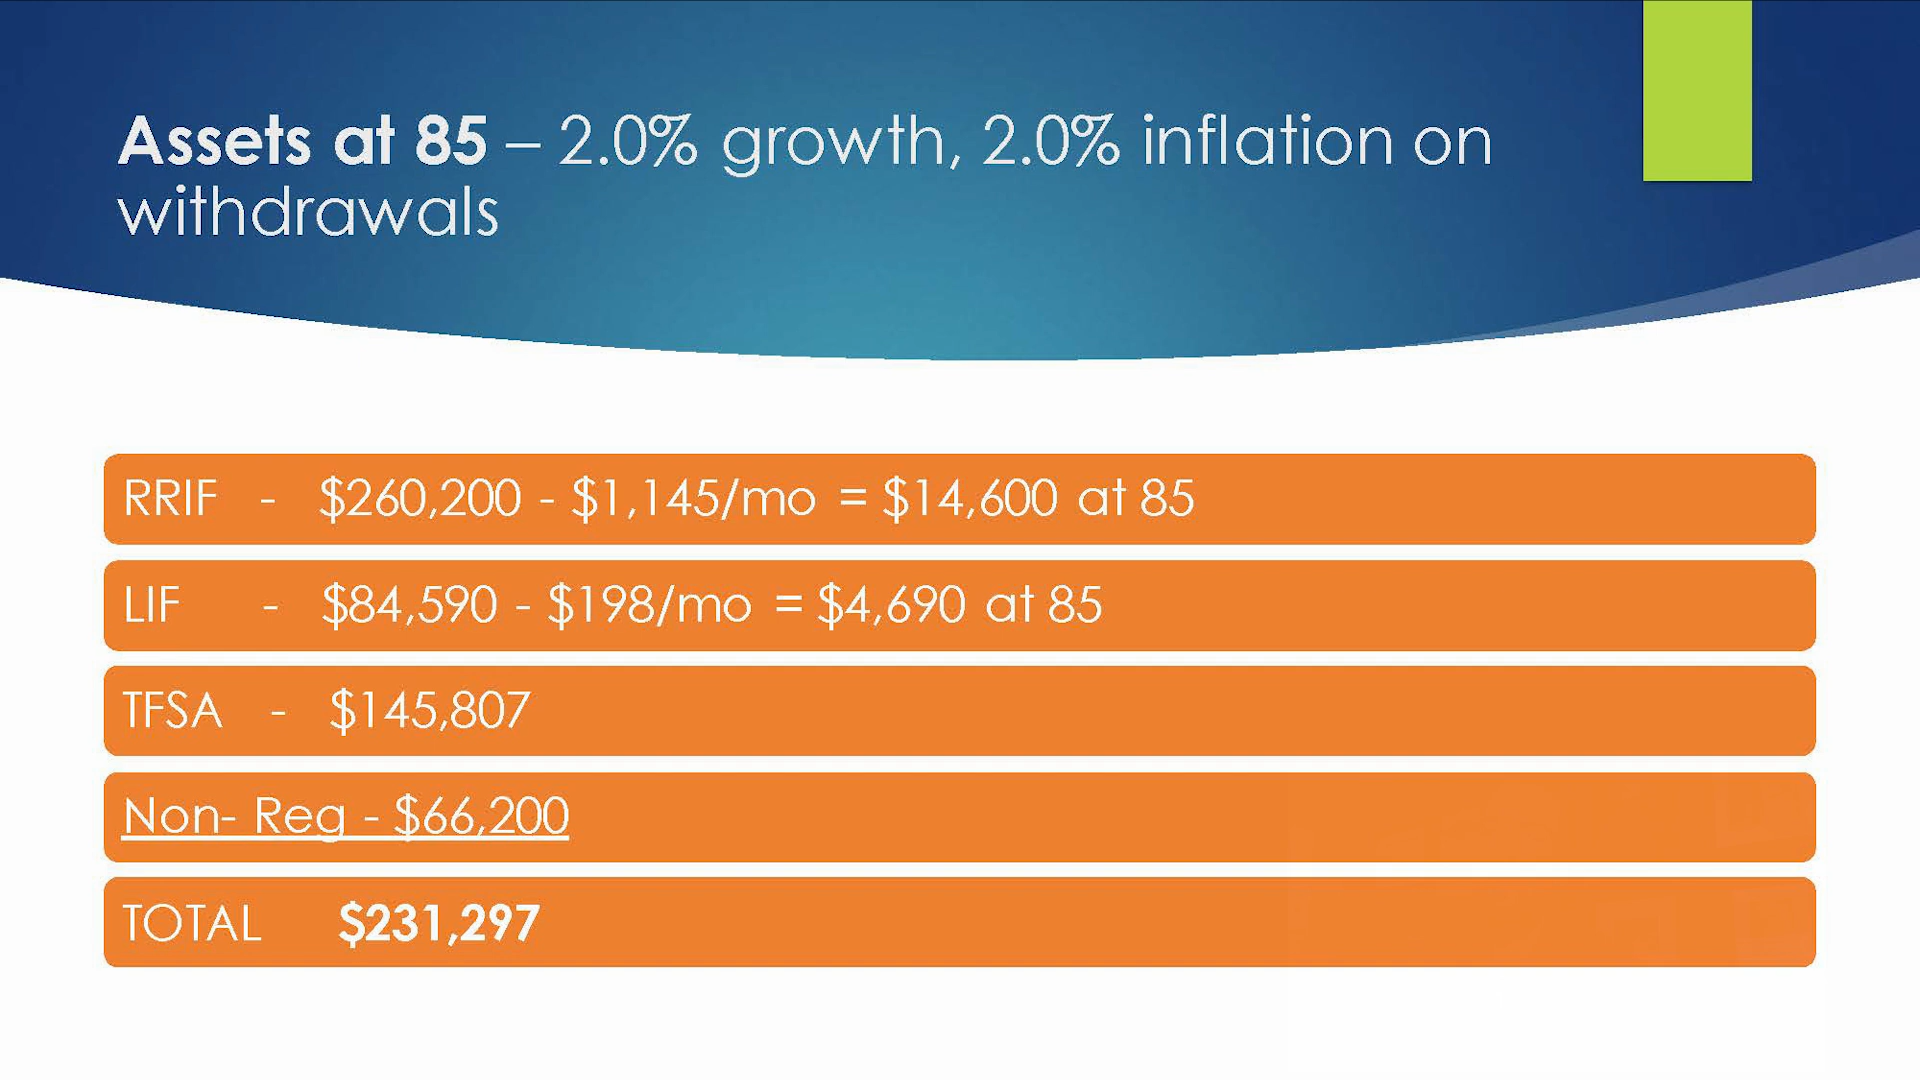 Assets at 85 – 2.0% growth, 2.0% inflation on
withdrawals
RRIF - $260,200 - $1,145/mo = $14,600 at 85
LIF - $84,590 - $198/mo = $4,690 at 85
TFSA - $145,807
Non- Reg - $66,200
TOTAL $231,297